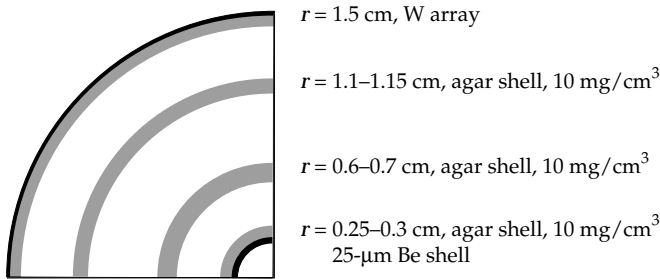 r = 1.5 cm, W array
r = 1.1–1.15 cm, agar shell, 10 mg/cm³
r = 0.6–0.7 cm, agar shell, 10 mg/cm³
r = 0.25–0.3 cm, agar shell, 10 mg/cm³
25-μm Be shell